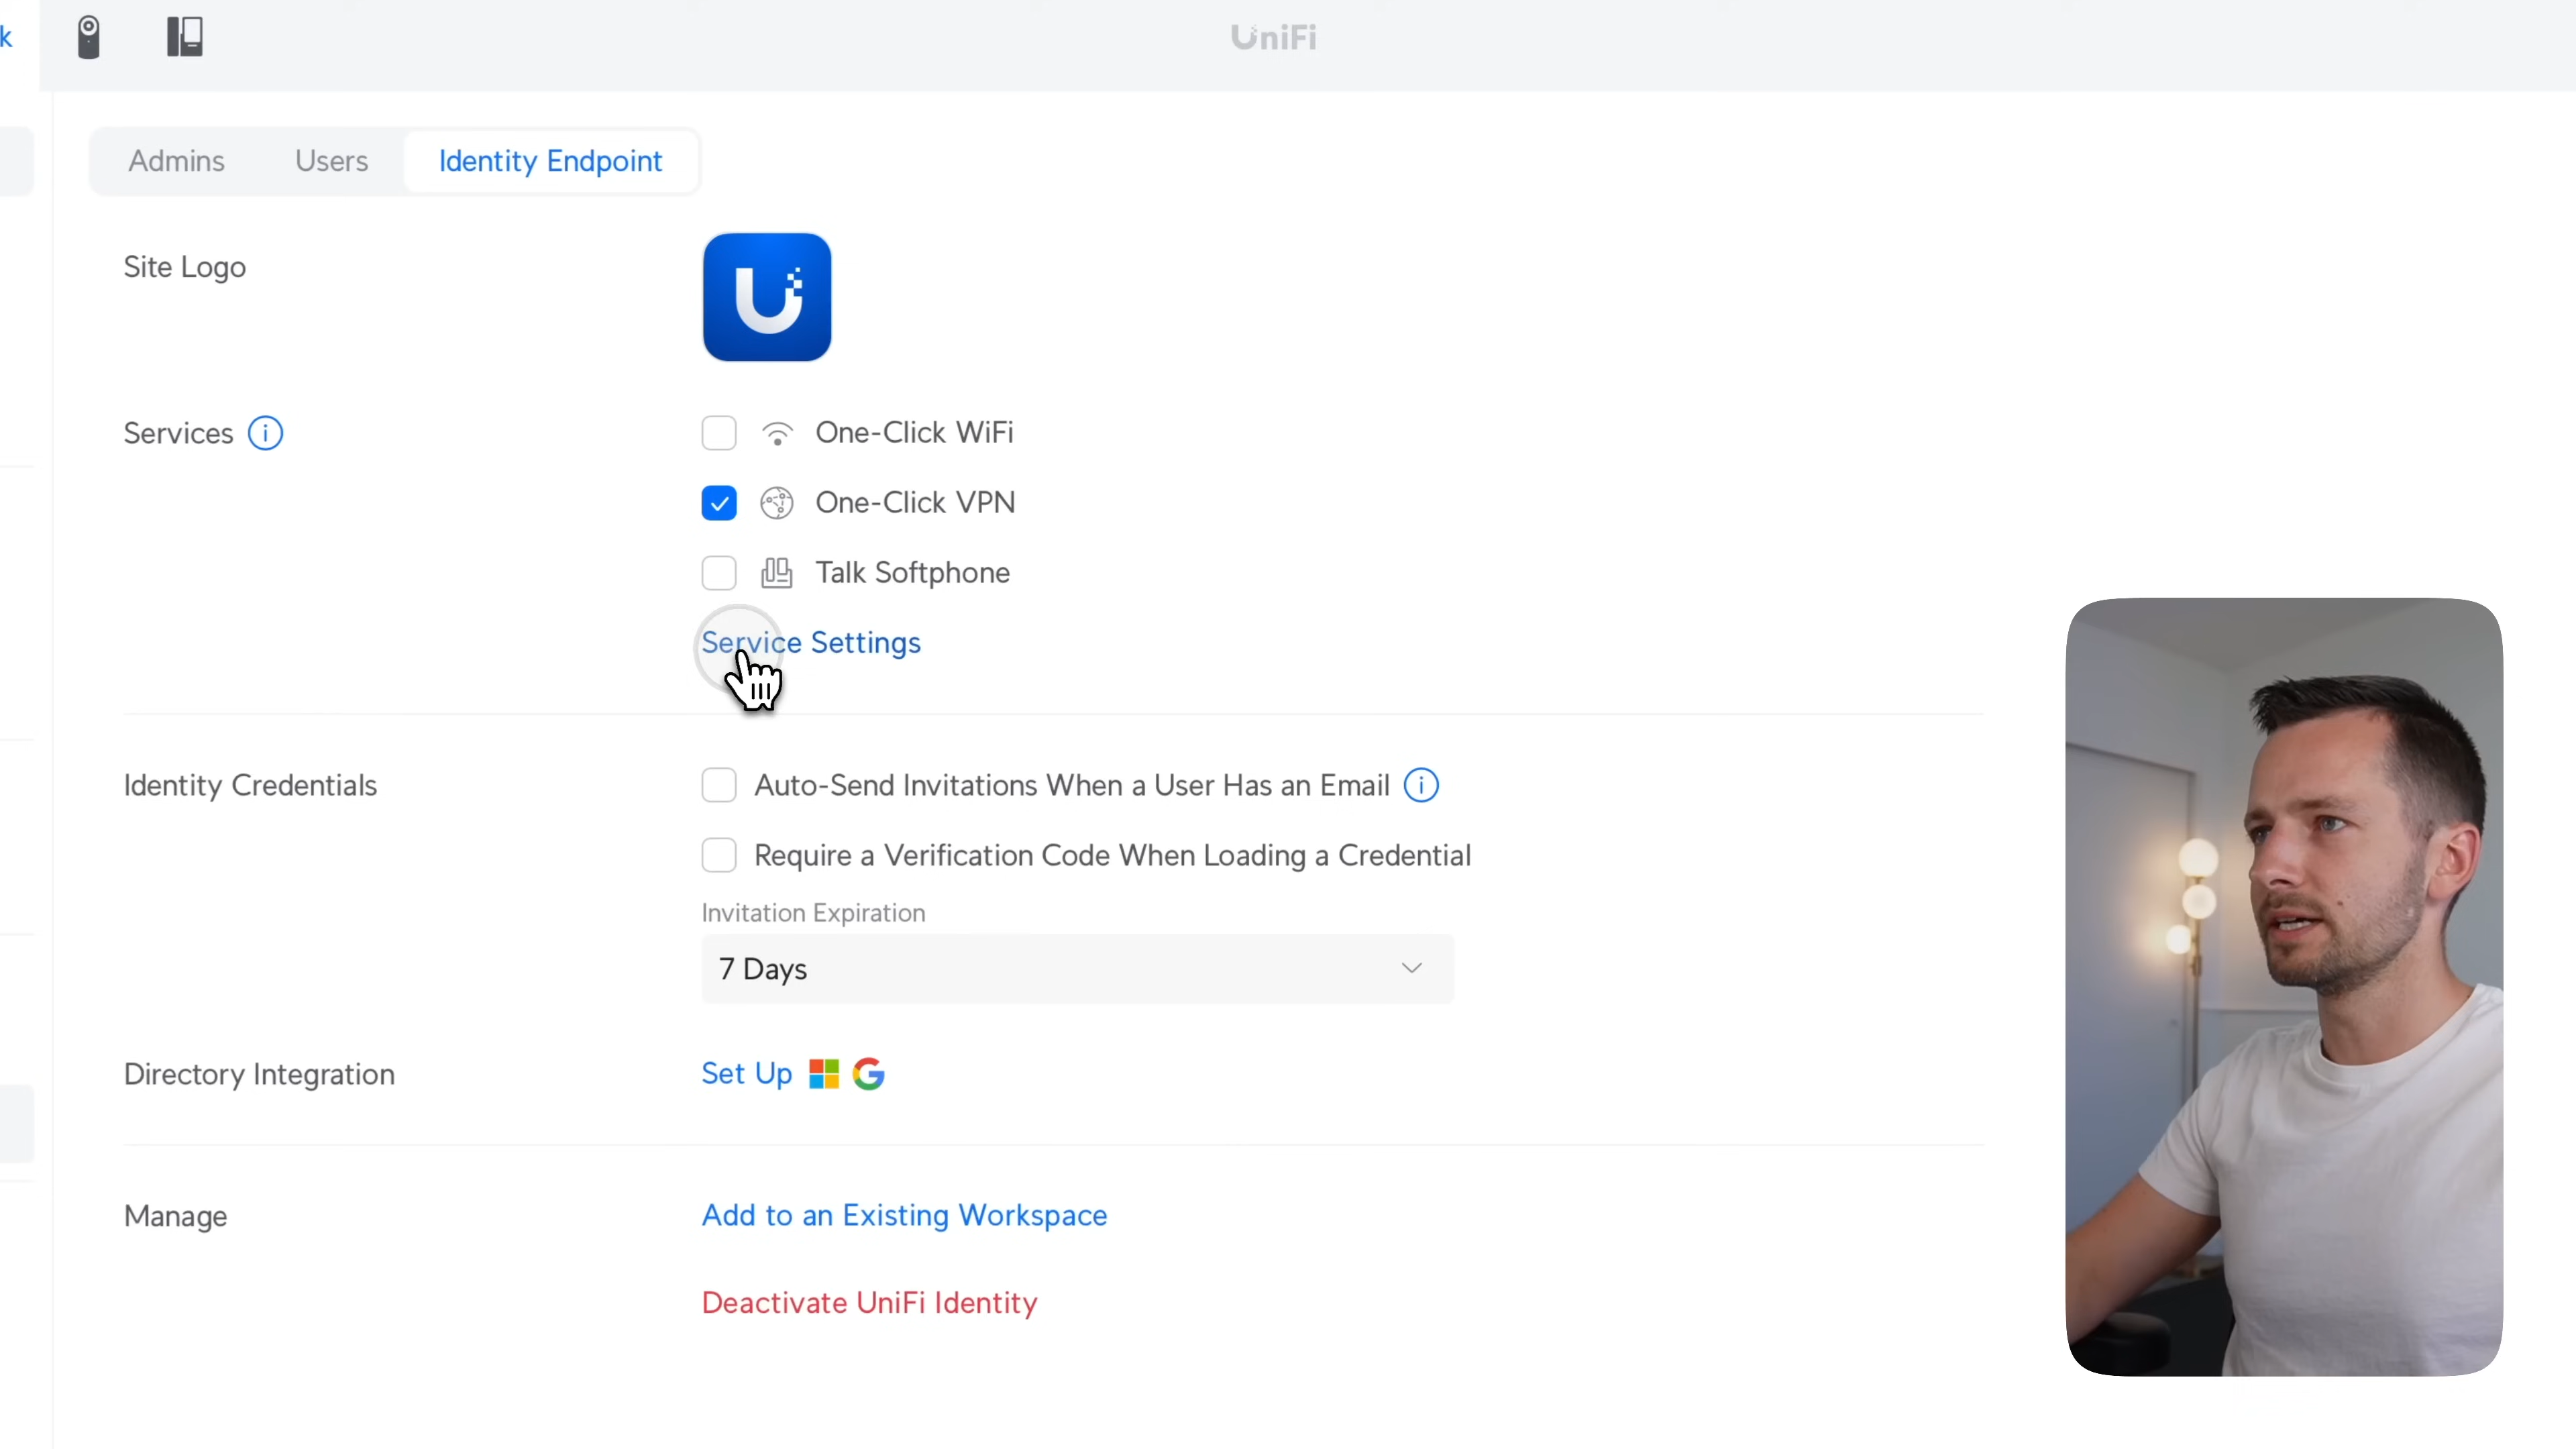 k
UniFi
Admins Users Identity Endpoint
Site Logo
Services
One-Click WiFi
One-Click VPN
Talk Softphone
Service Settings
Identity Credentials
Auto-Send Invitations When a User Has an Email
Require a Verification Code When Loading a Credential
Invitation Expiration
7 Days
Directory Integration
Set Up
Manage
Add to an Existing Workspace
Deactivate UniFi Identity